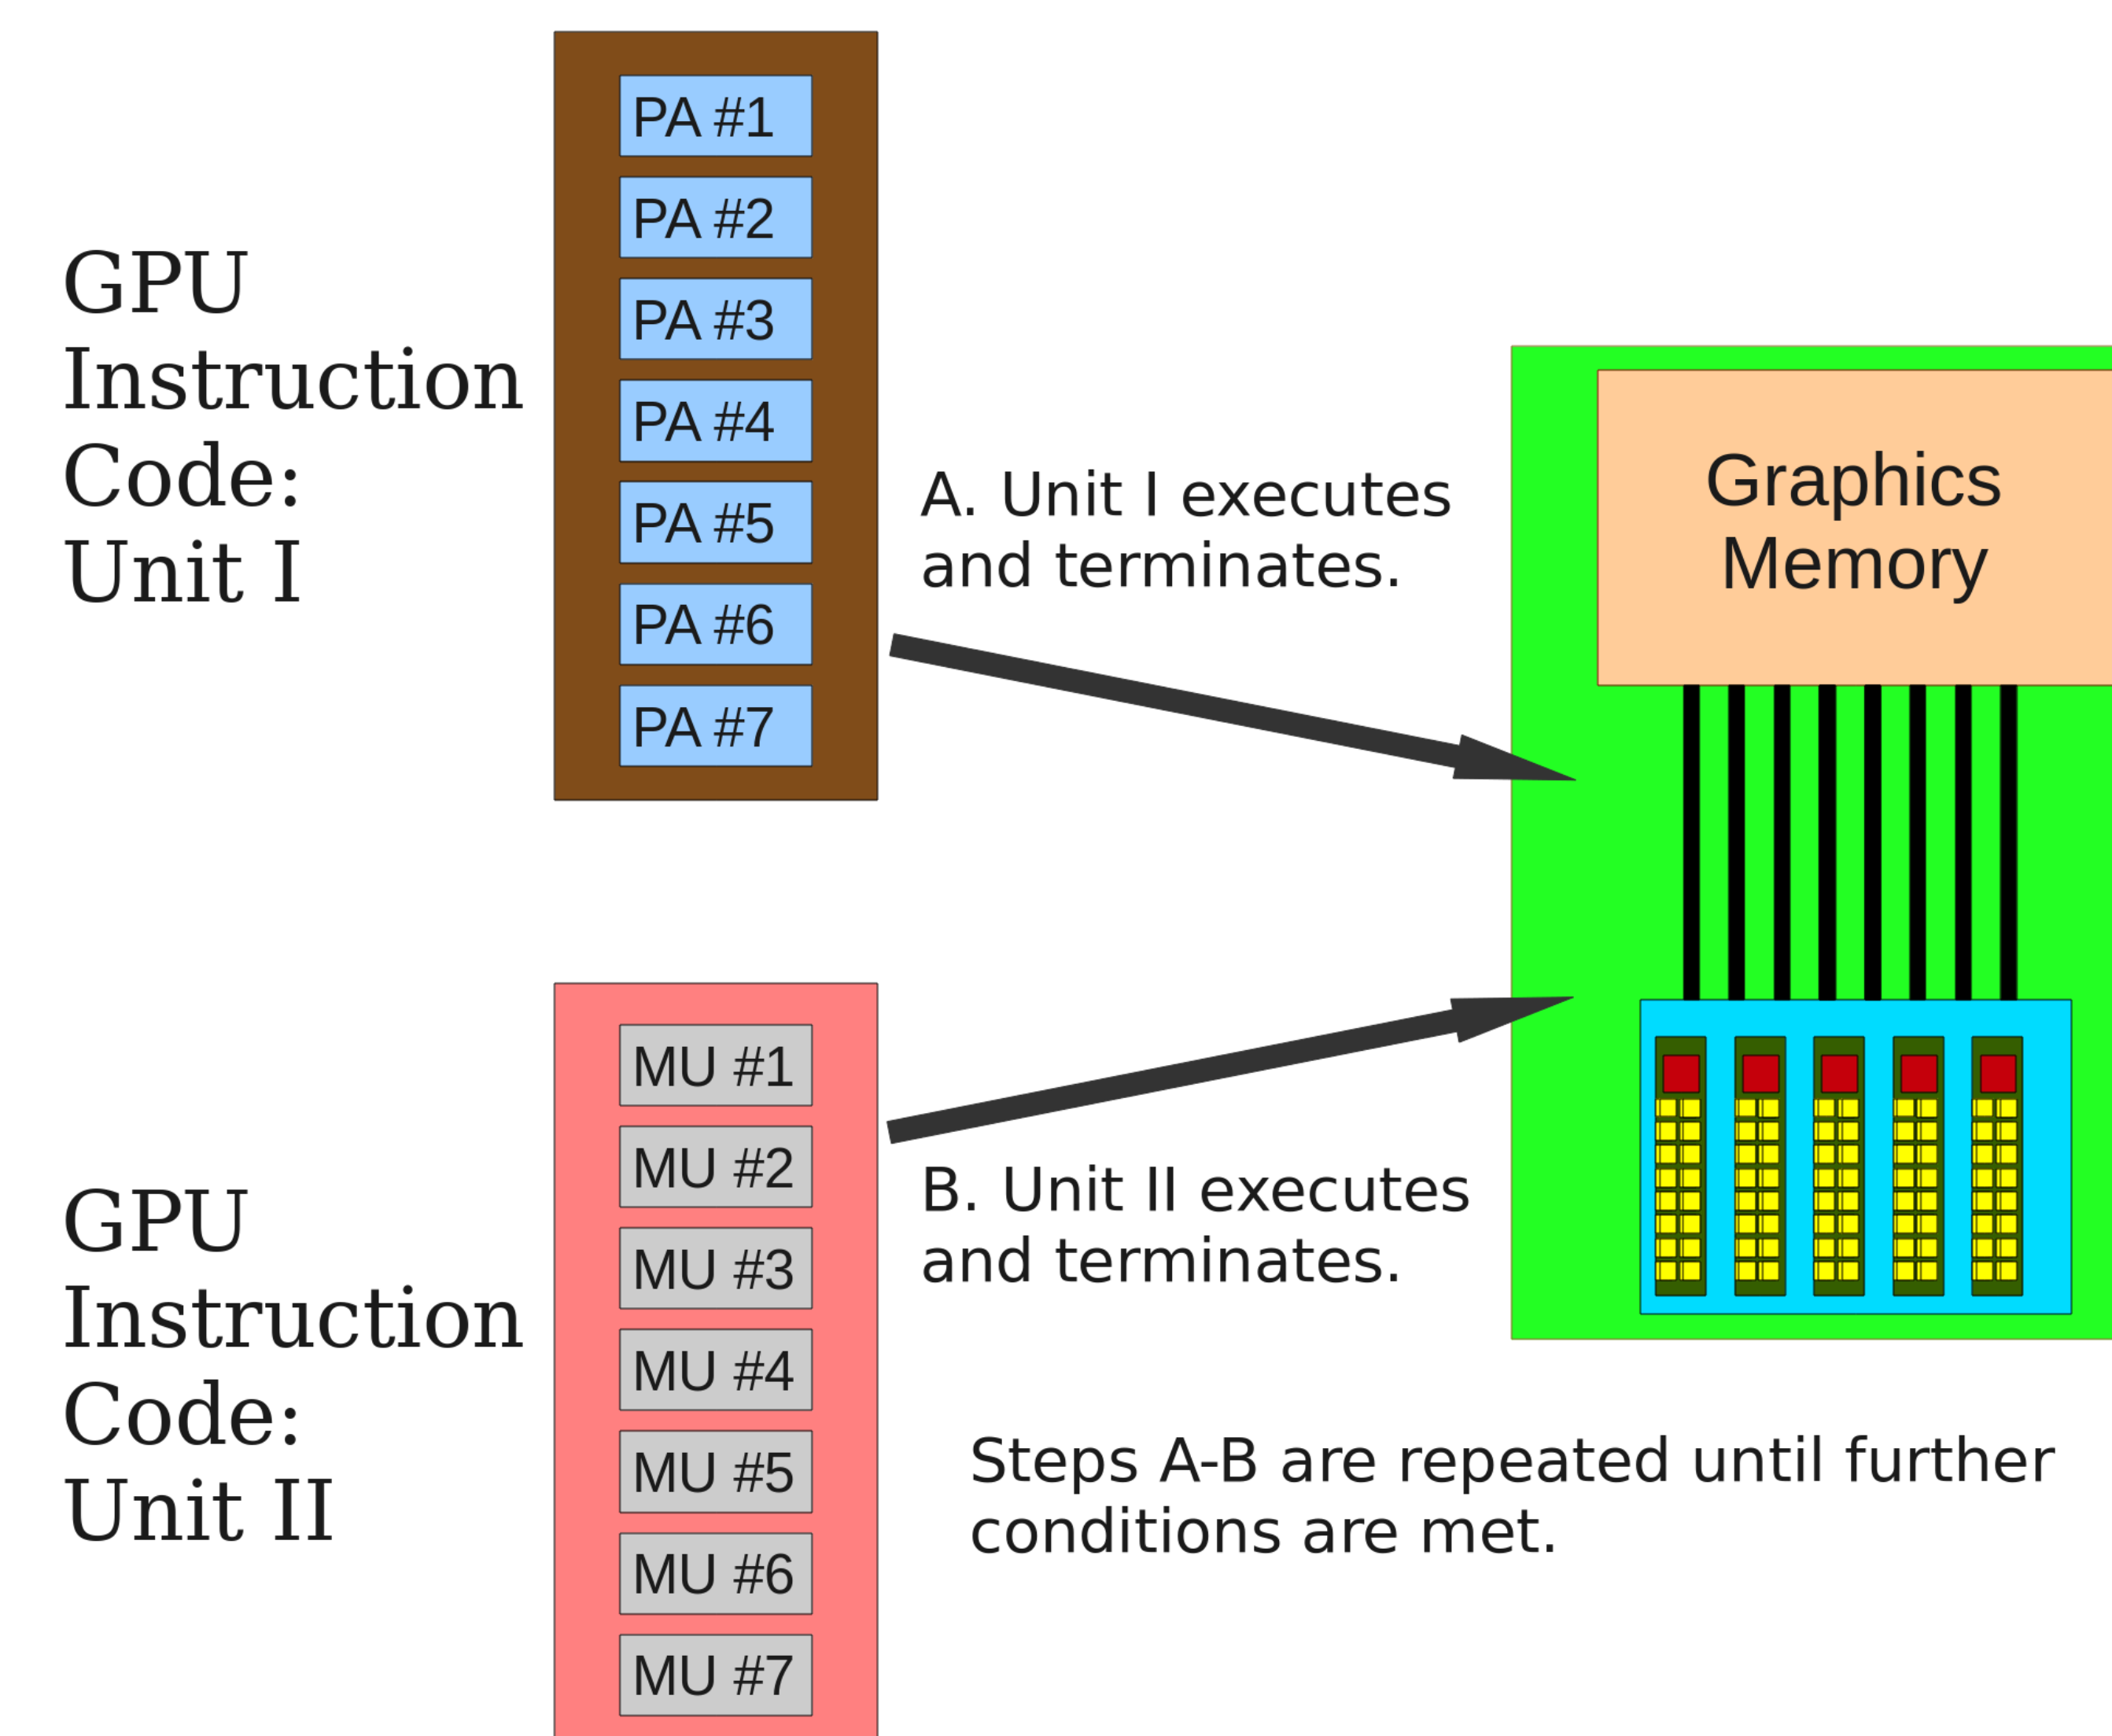 GPU
Instruction
Code:
Unit I
PA #1
PA #2
PA #3
PA #4
PA #5
PA #6
PA #7
A. Unit I executes
and terminates.
Graphics
Memory
GPU
Instruction
Code:
Unit II
MU #1
MU #2
MU #3
MU #4
MU #5
MU #6
MU #7
B. Unit II executes
and terminates.
Steps A-B are repeated until further
conditions are met.